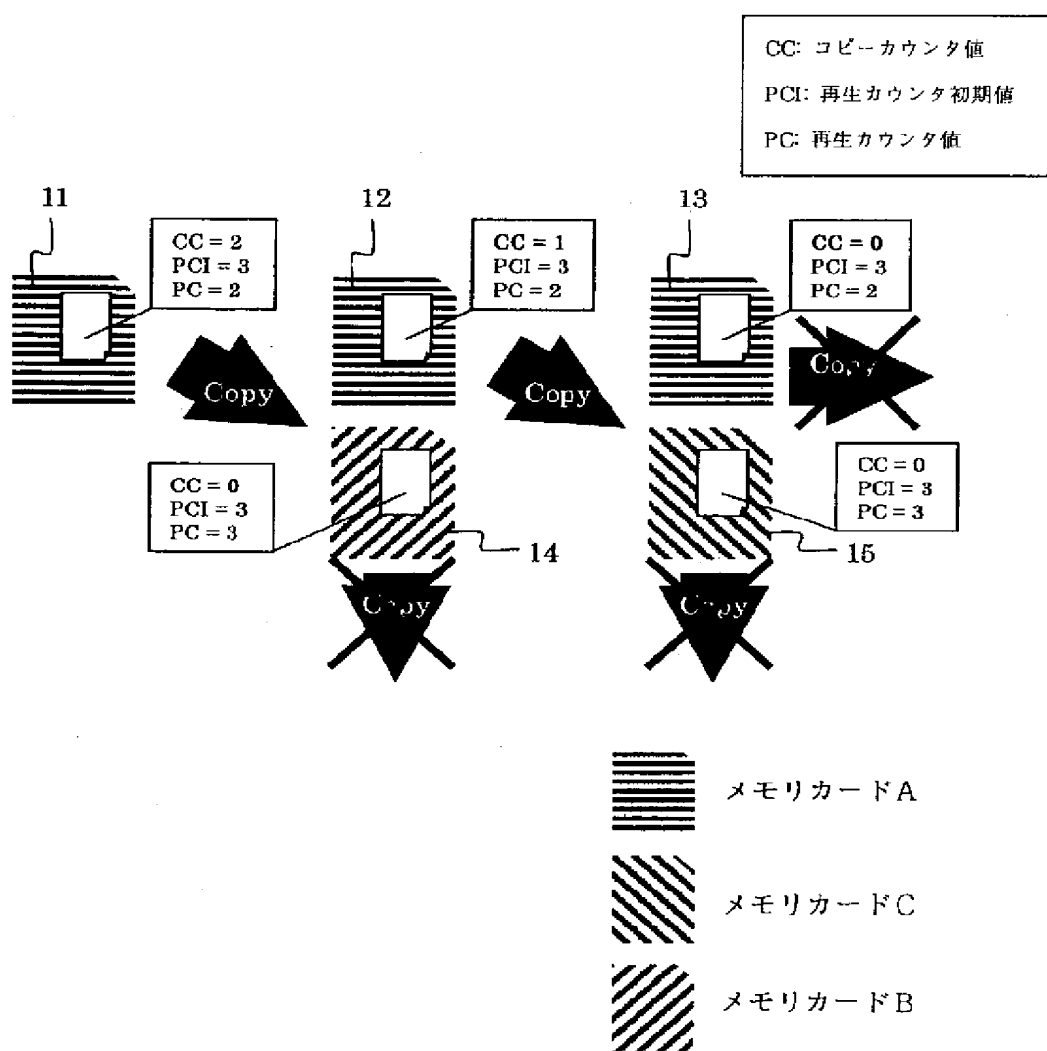 CC: コピーカウンタ値
PCI: 再生カウンタ初期値
PC: 再生カウンタ値
11
CC = 2
PCI = 3
PC = 2
12
CC = 1
PCI = 3
PC = 2
13
CC = 0
PCI = 3
PC = 2
Copy
Copy
Copy
CC = 0
PCI = 3
PC = 3
14
CC = 0
PCI = 3
PC = 3
15
Copy
Copy
メモリカードA
メモリカードC
メモリカードB